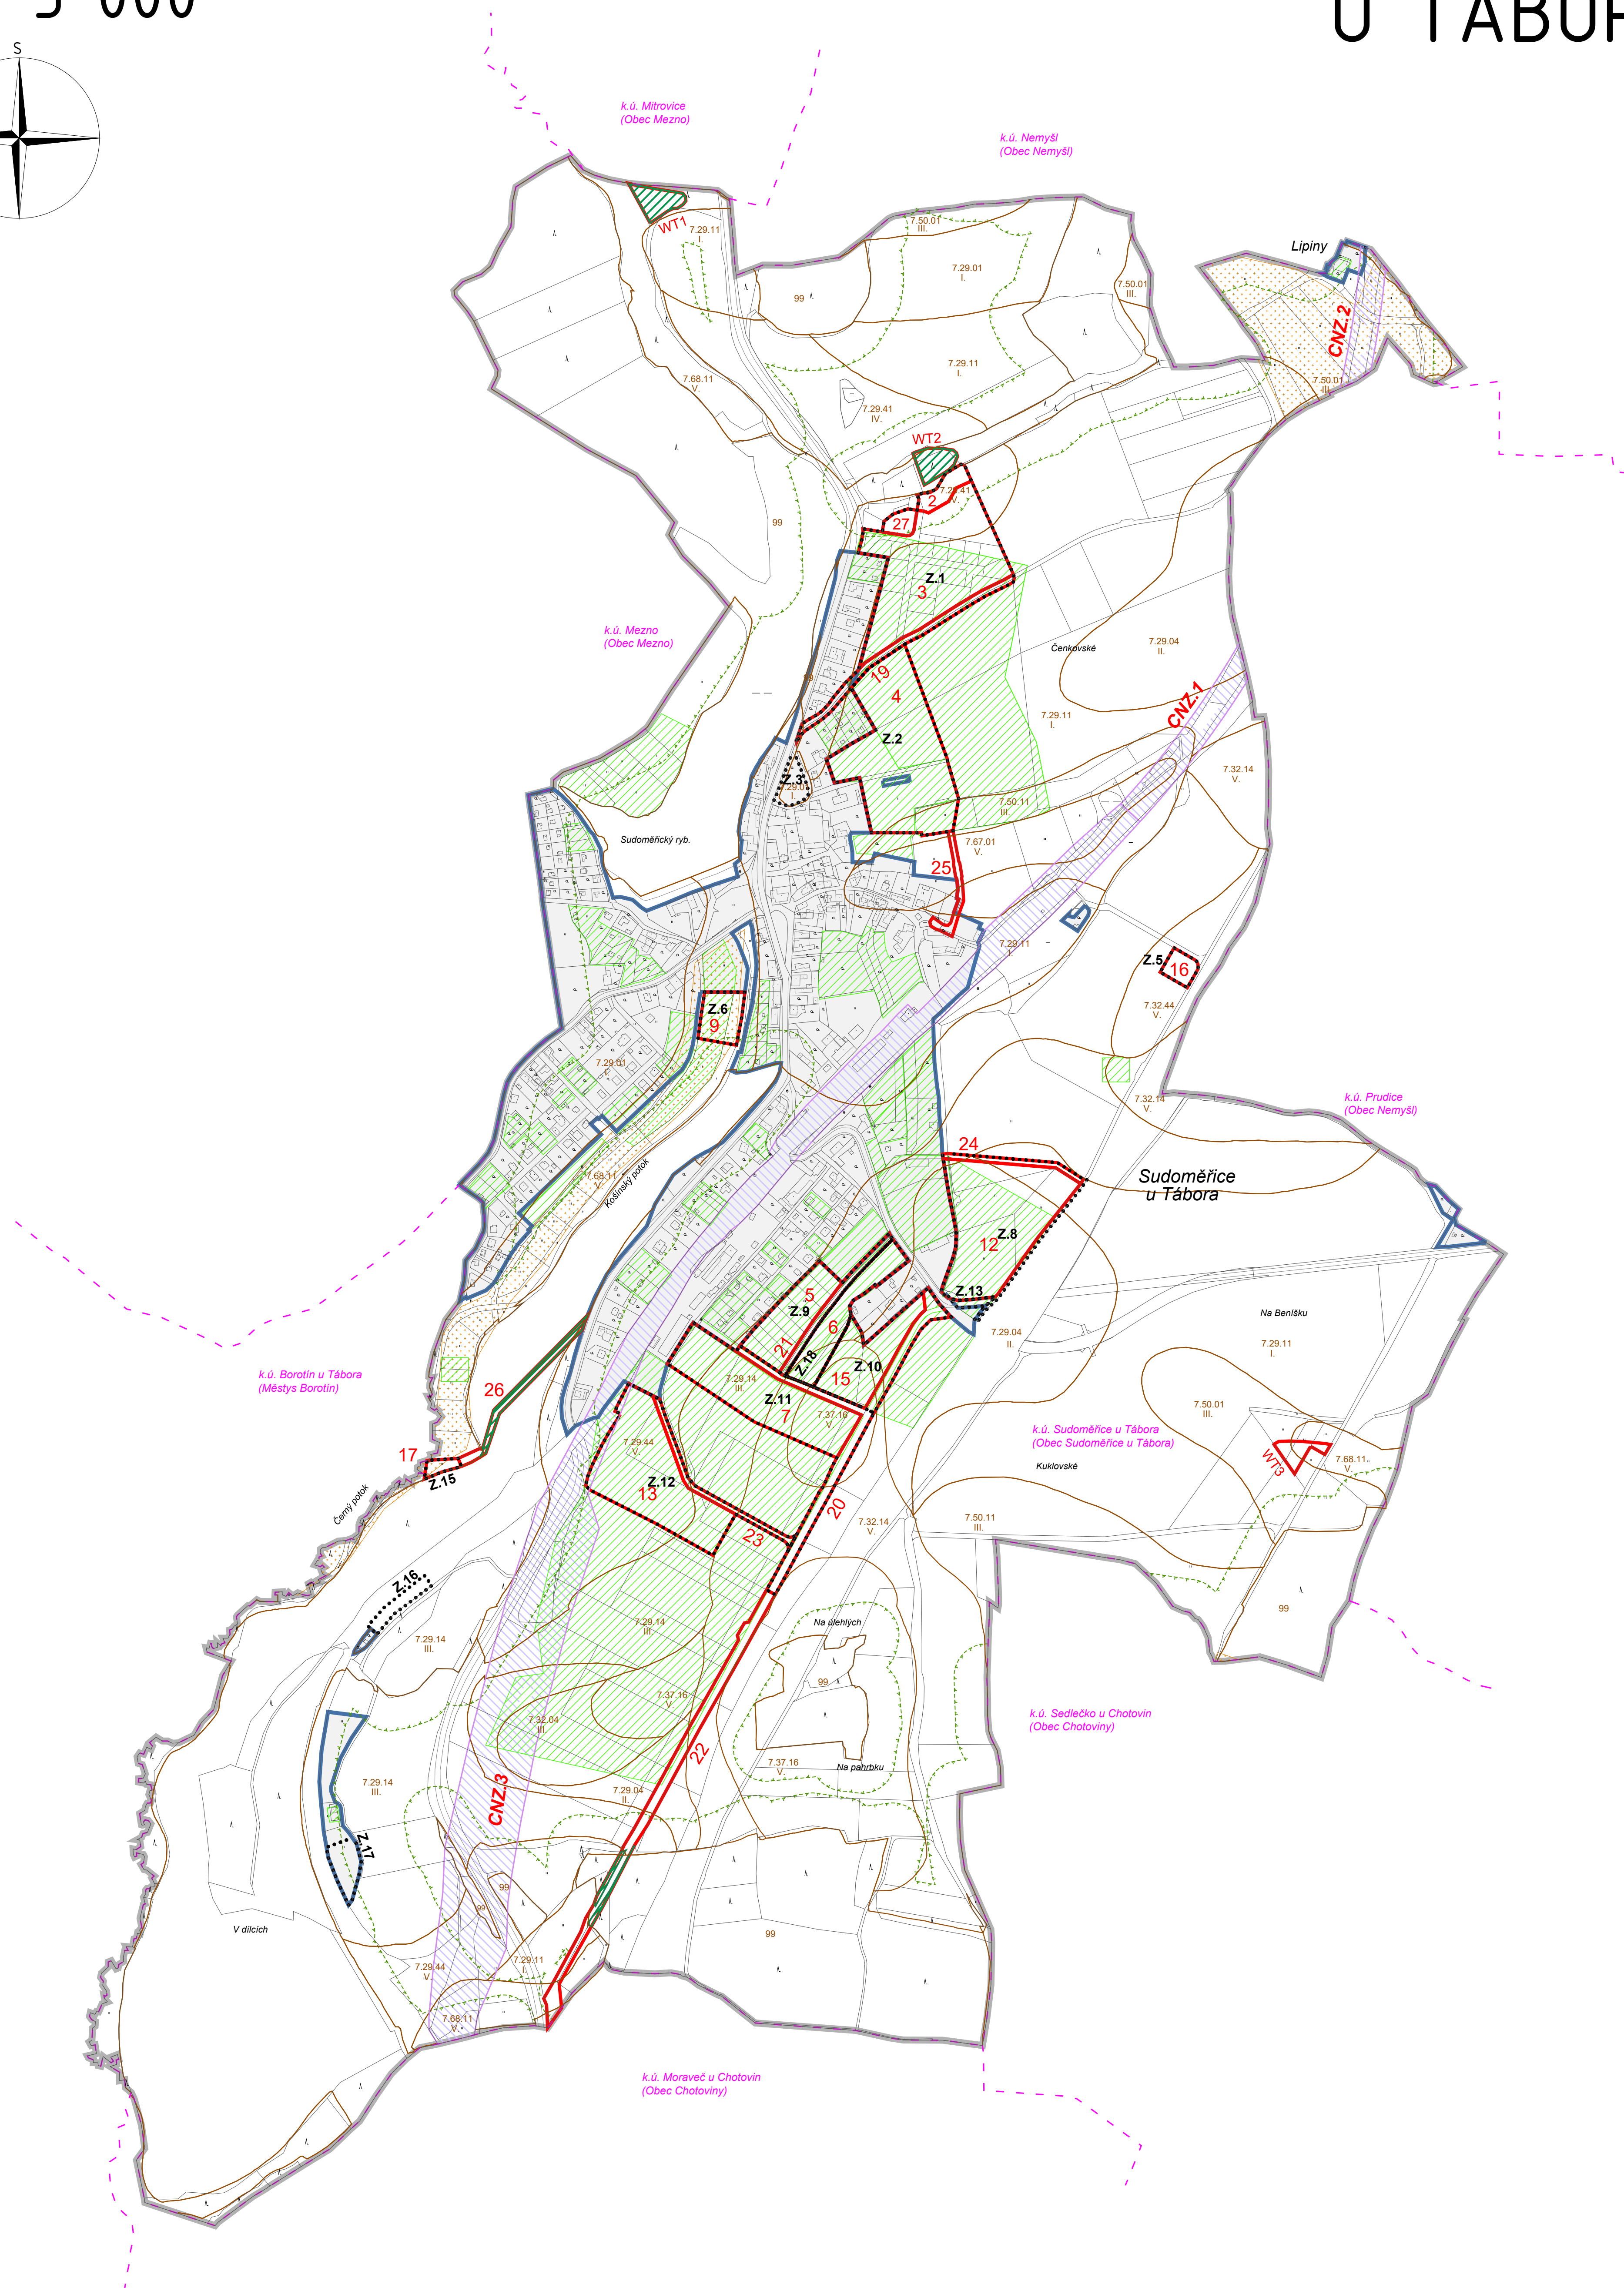 5 000
U TÁBOR
S
k.ú. Mitrovice
(Obec Mezno)
k.ú. Nemyšl
(Obec Nemyšl)
WT1
7.29.11
I.
7.50.01
III.
Lipiny
7.29.01
I.
7.50.01
III.
99
CNZ.2
7.29.11
I.
7.68.11
V.
7.50.01
III.
7.29.41
IV.
WT2
2
99
27
Z.1
3
k.ú. Mezno
(Obec Mezno)
Čenkovské
7.29.04
II.
19
4
CNZ.1
7.29.11
I.
Z.2
7.32.14
V.
Z.3
7.50.11
III.
Sudoměřický ryb.
7.67.01
V.
25
7.29.11
I.
Z.5
16
7.32.44
V.
Z.6
9
7.29.01
I.
7.32.14
V.
k.ú. Prudice
(Obec Nemyšl)
24
7.68.11
V.
Košínský potok
Sudoměřice
u Tábora
Z.8
12
Z.13
5
Z.9
6
Na Benišku
7.29.04
II.
7.29.11
I.
21
Z.18
Z.10
15
k.ú. Borotín u Tábora
(Městys Borotín)
26
7.29.14
III.
Z.11
7
7.37.16
V.
7.50.01
III.
k.ú. Sudoměřice u Tábora
(Obec Sudoměřice u Tábora)
7.29.44
V.
17
Z.15
Kuklovské
WT3
7.68.11
V.
Z.12
13
Černý potok
20
7.32.14
V.
7.50.11
III.
23
Z.16
99
7.29.14
III.
7.29.14
III.
Na úlehlých
99
7.37.16
V.
7.32.04
III.
k.ú. Sedlečko u Chotovin
(Obec Chotoviny)
22
7.37.16
V.
Na pahrbku
7.29.14
III.
CNZ.3
7.29.04
II.
Z.17
99
99
V dílcích
99
7.29.11
I.
7.29.44
V.
7.68.11
V.
k.ú. Moraveč u Chotovin
(Obec Chotoviny)